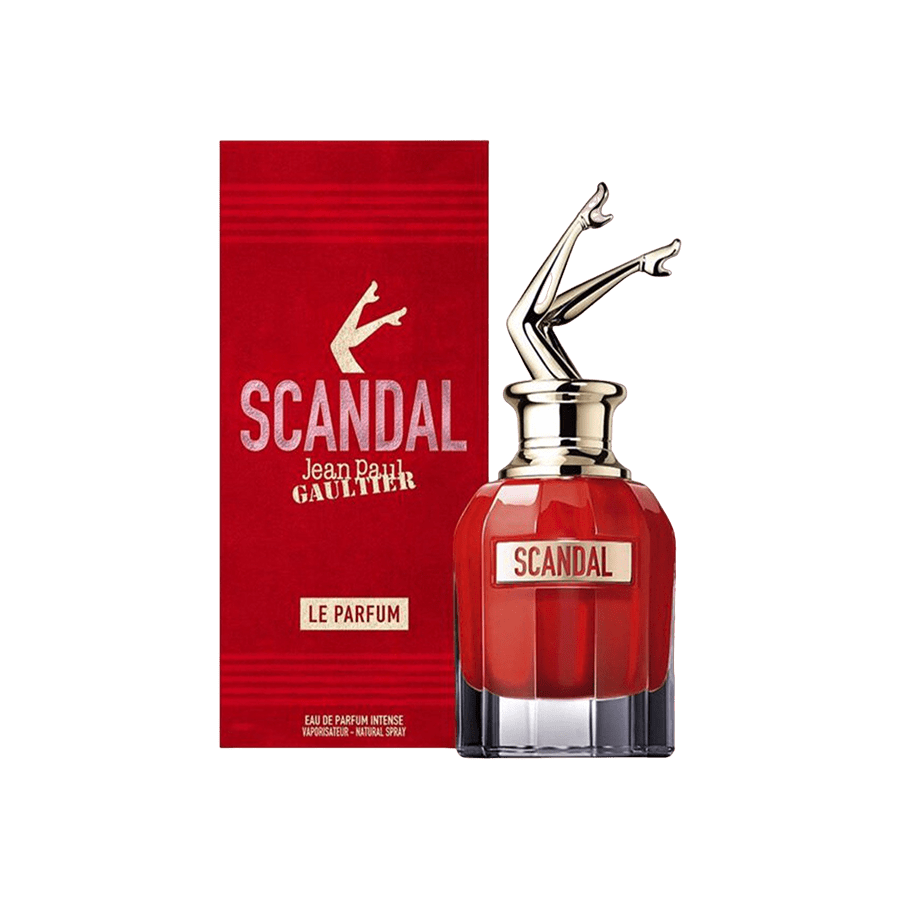 SCANDAL
Jean Paul
GAULTIER
LE PARFUM
EAU DE PARFUM INTENSE
VAPORISATEUR - NATURAL SPRAY
SCANDAL